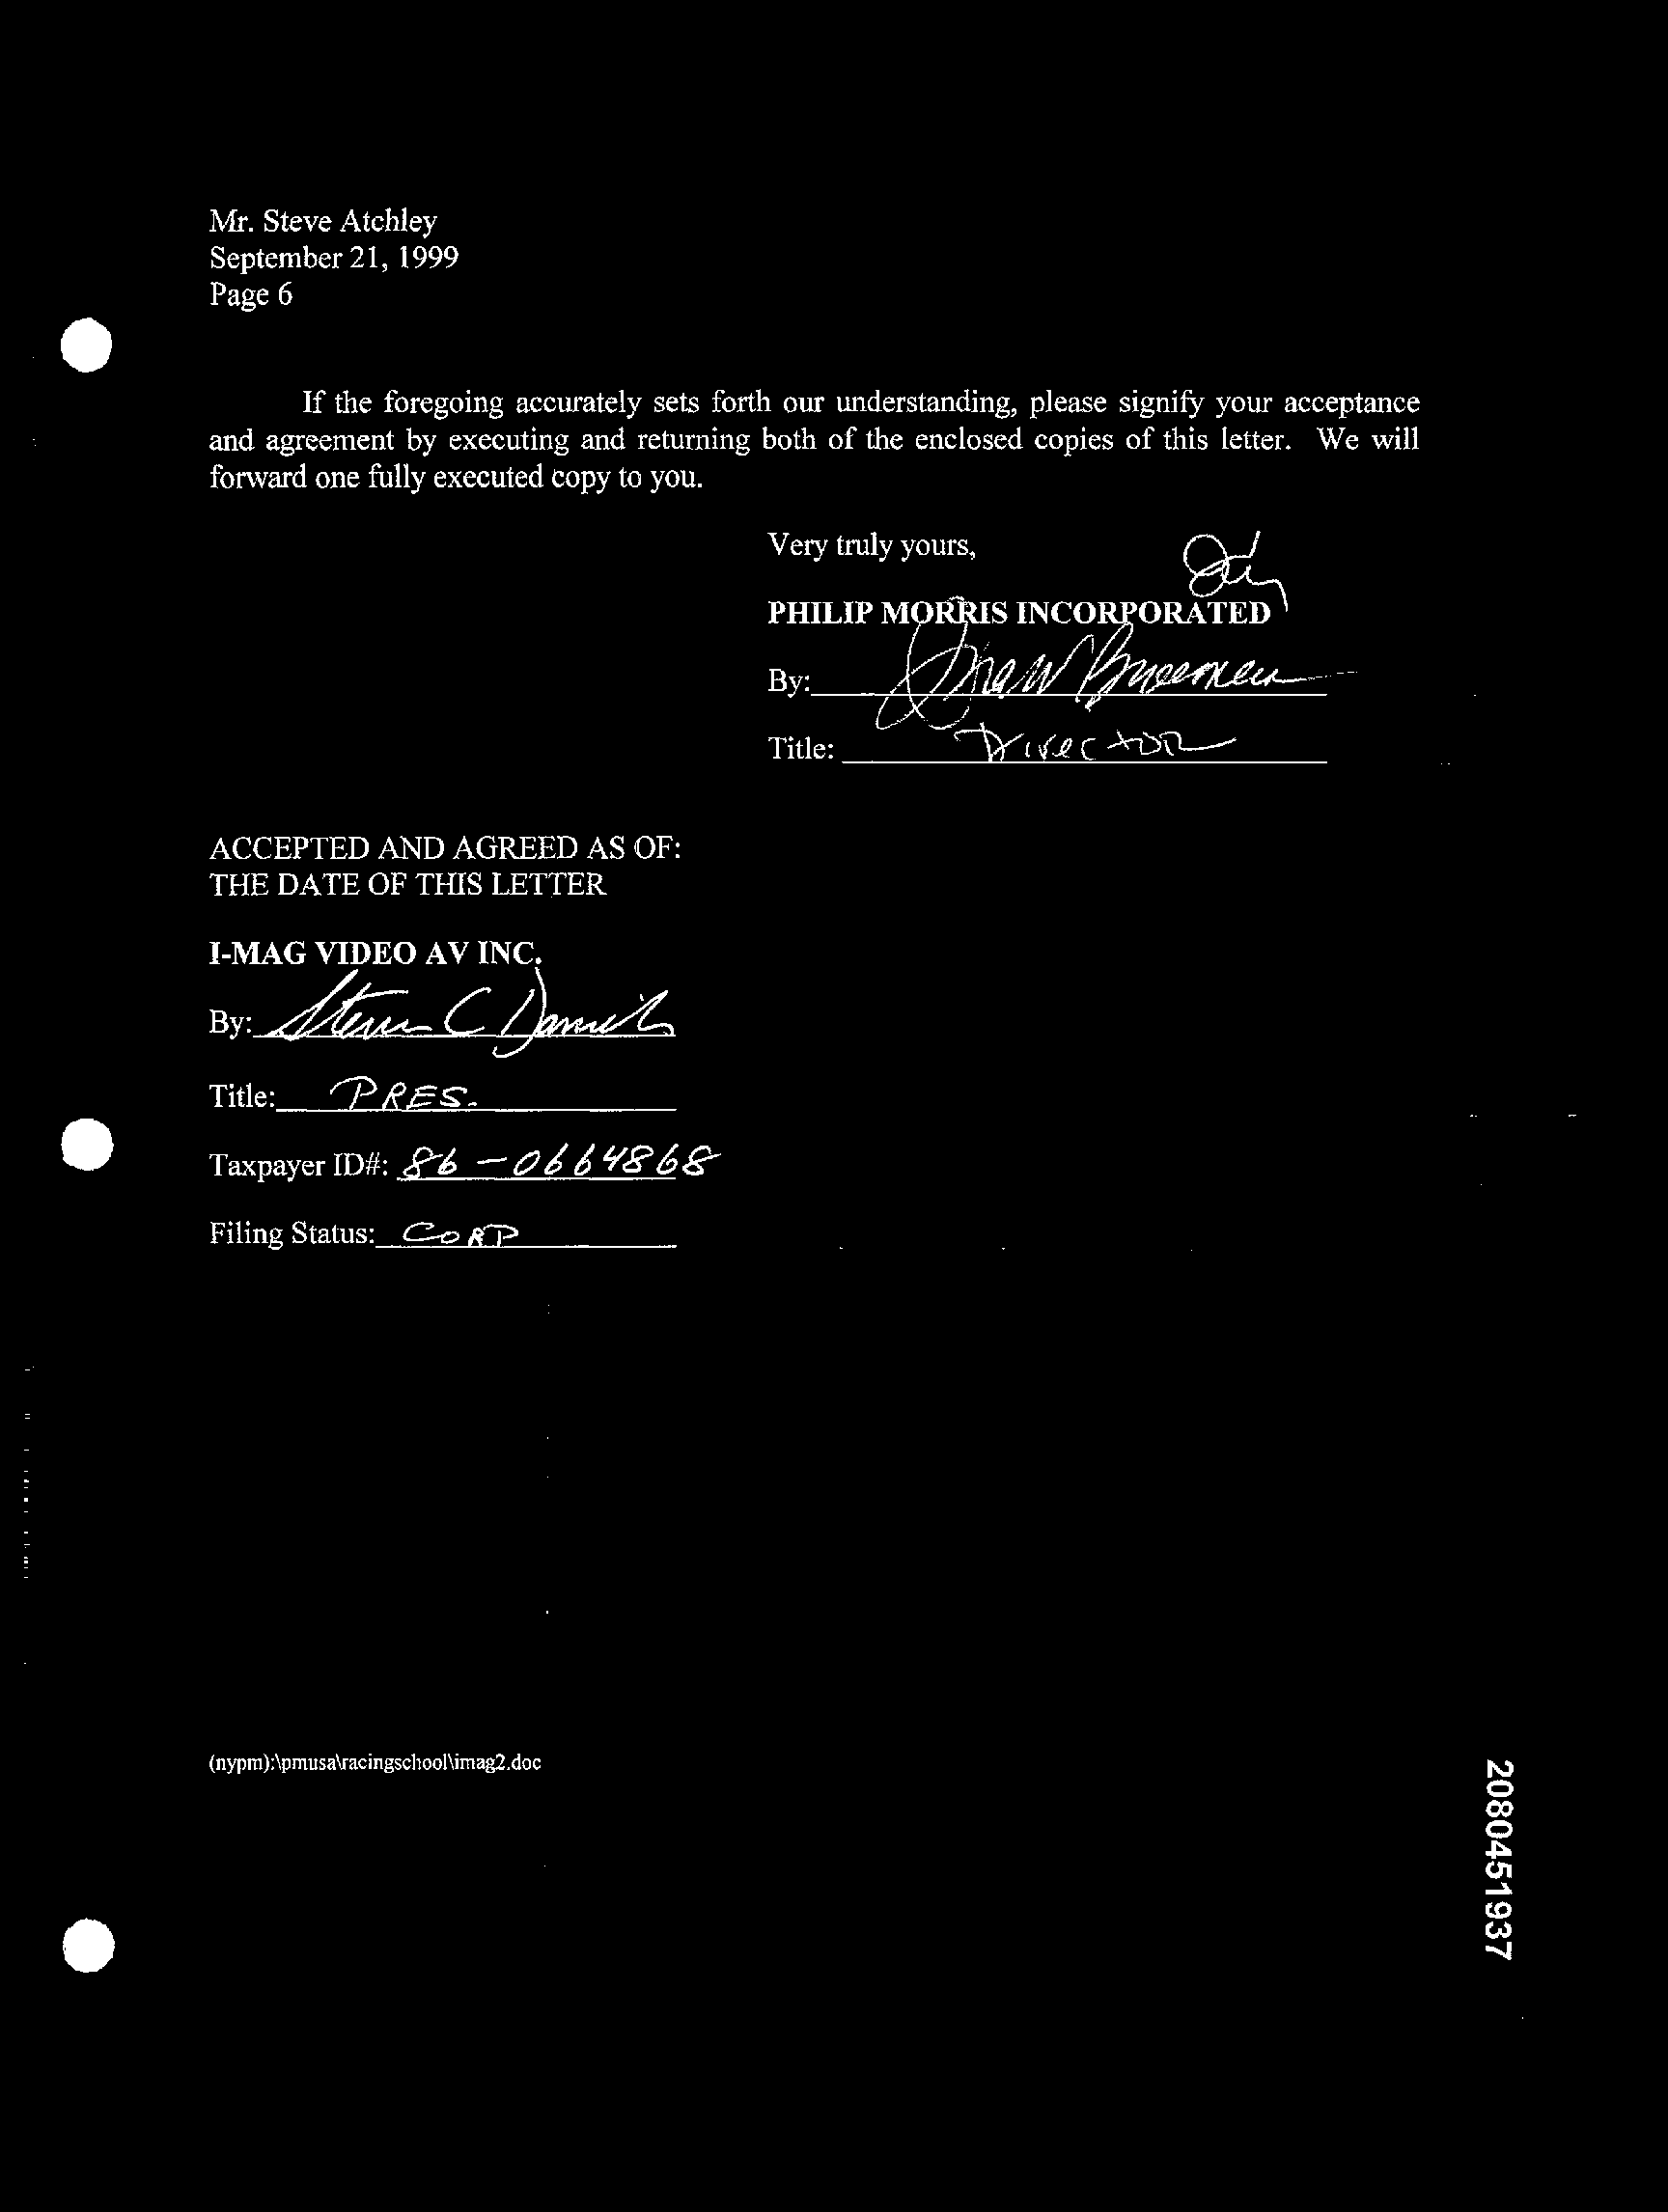 Mr. Steve Atchley
September 21, 1999
Page 6
If the foregoing accurately sets forth our understanding, please signify your acceptance
and agreement by executing and returning both of the enclosed copies of this letter. We will
forward one fully executed copy to you.
Very truly yours,
PHILIP MORRIS INCORPORATED
By:
Title: Director
ACCEPTED AND AGREED AS OF:
THE DATE OF THIS LETTER
I-MAG VIDEO AV INC.
By: Steven C Daniels
Title: PRES.
Taxpayer ID#: 86-0664868
Filing Status: CORP
(nypm):\pmusa\racingschool\imag2.doc
2080451937